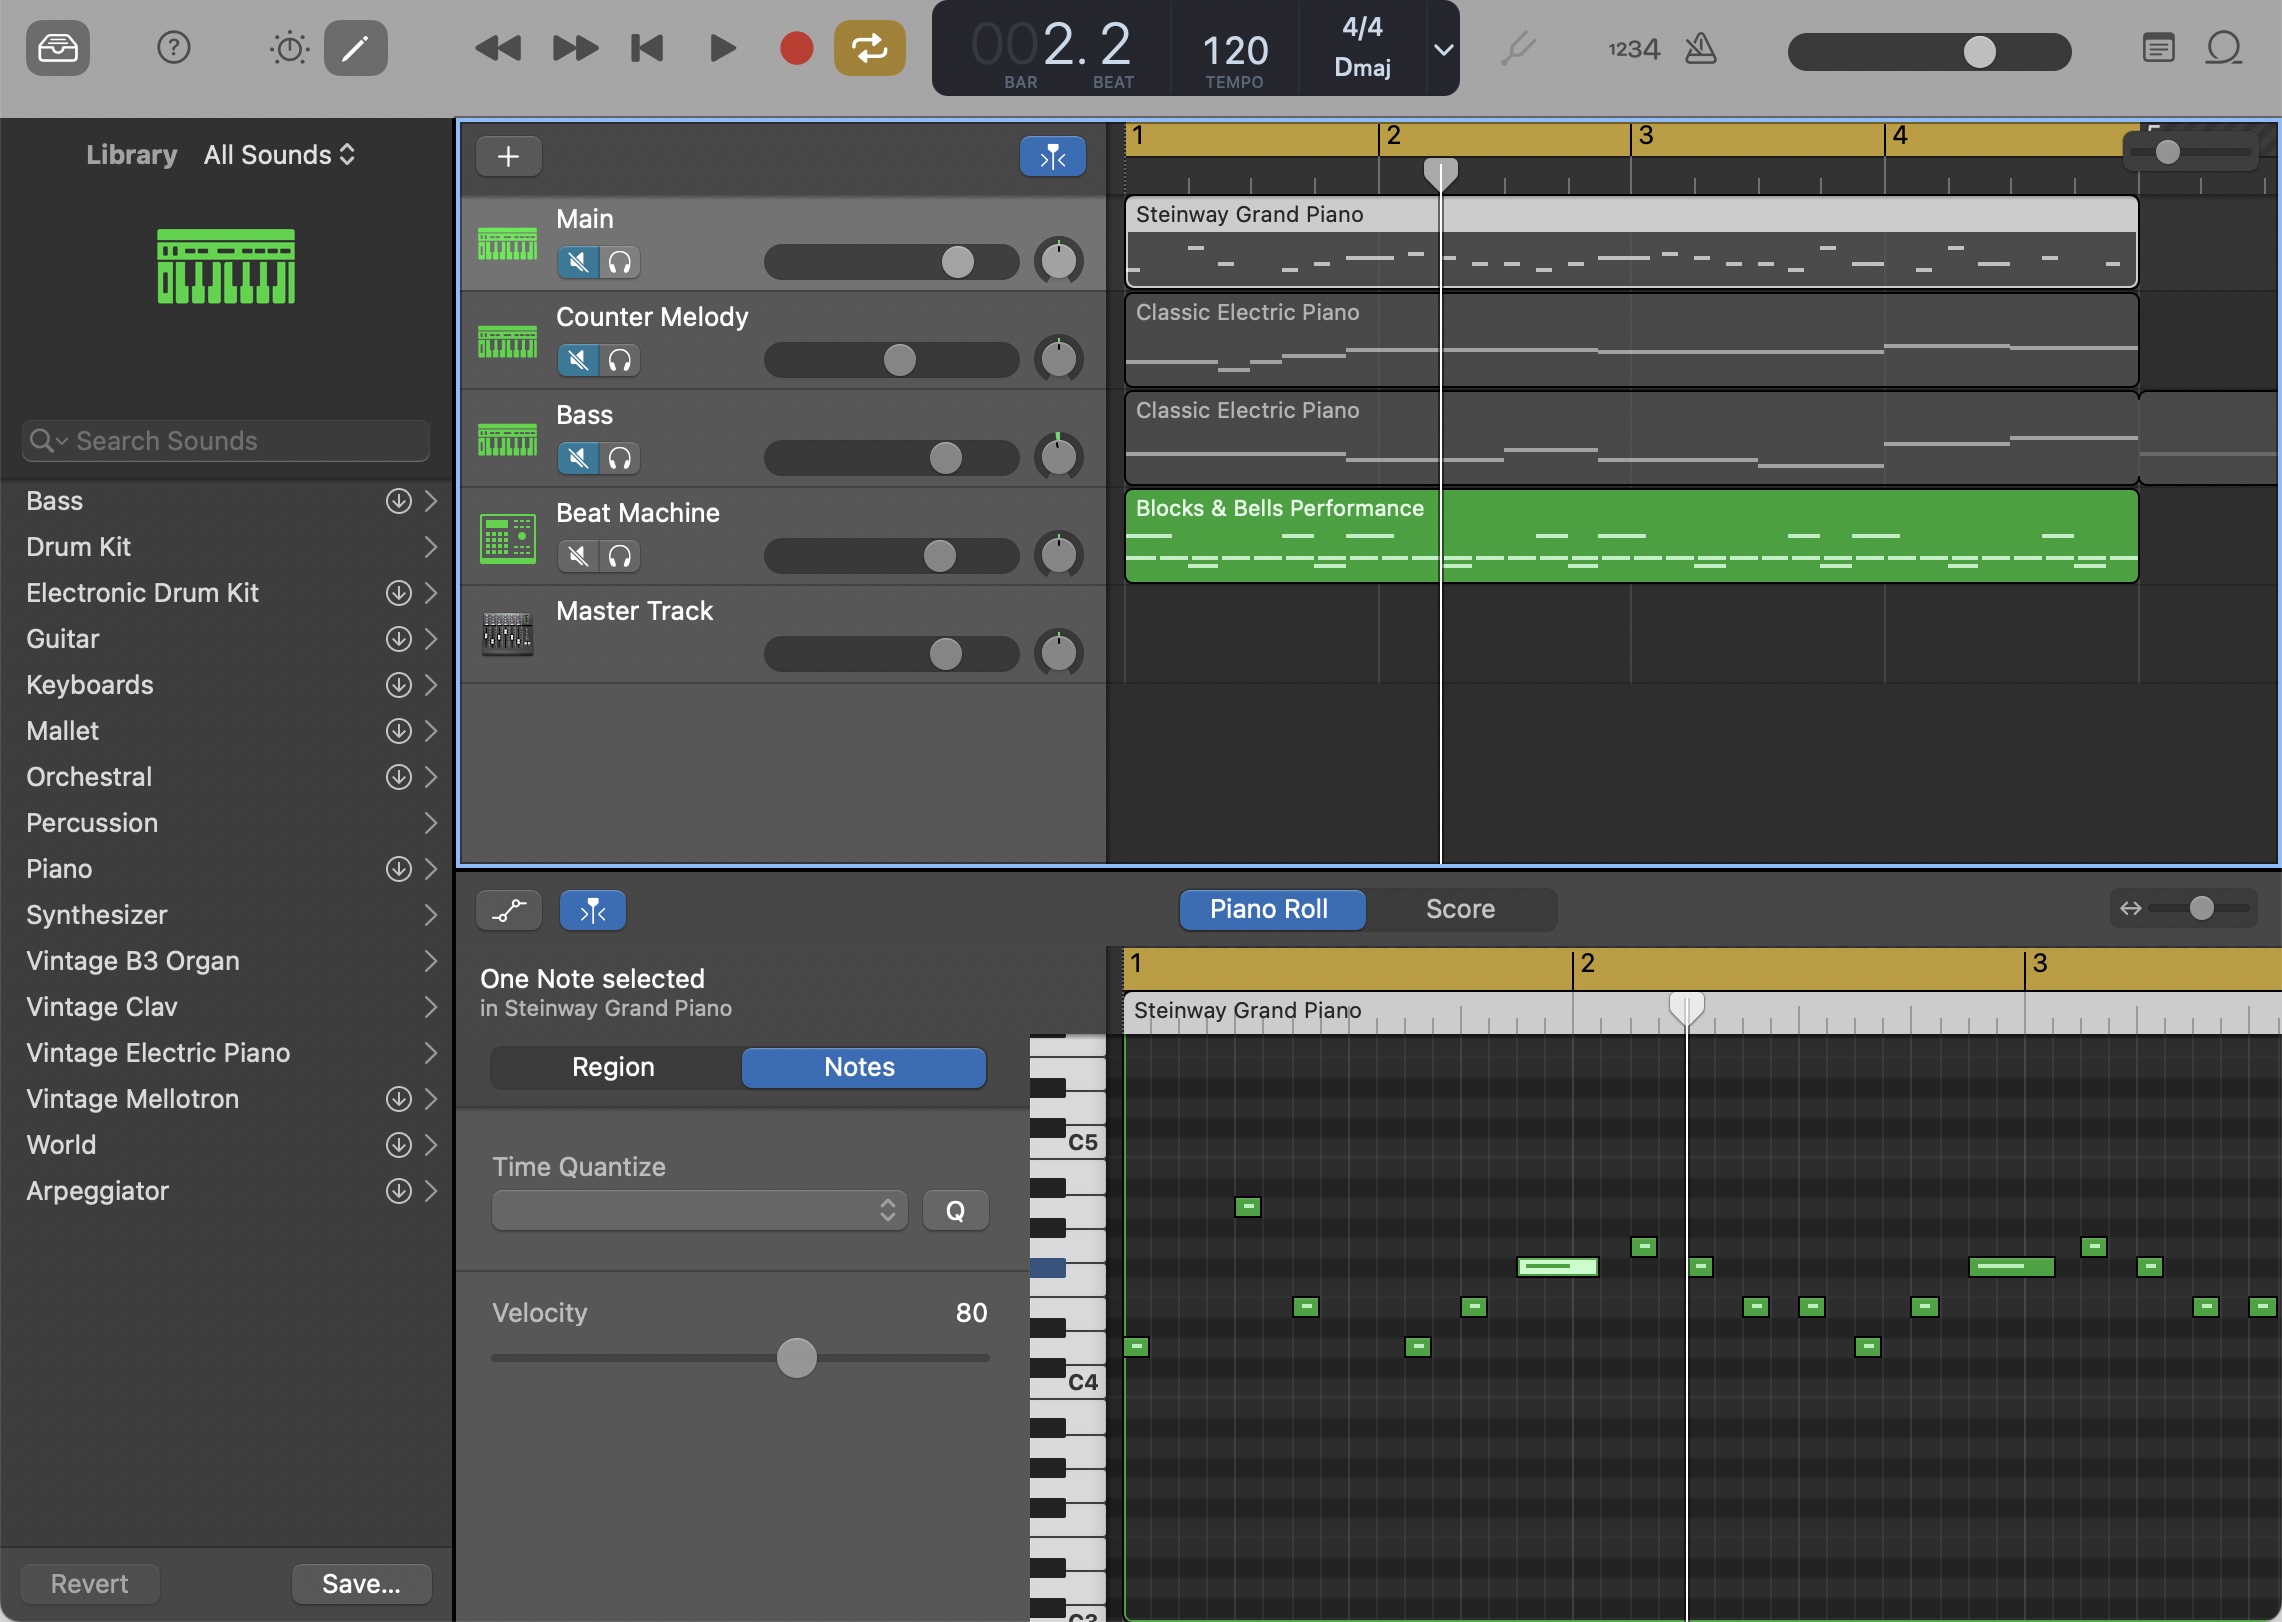 002. 2
BAR BEAT
120
TEMPO
4/4
Dmaj
1234
Library All Sounds
Search Sounds
Bass
Drum Kit
Electronic Drum Kit
Guitar
Keyboards
Mallet
Orchestral
Percussion
Piano
Synthesizer
Vintage B3 Organ
Vintage Clav
Vintage Electric Piano
Vintage Mellotron
World
Arpeggiator
Revert Save...
1 2 3 4
Main
Counter Melody
Bass
Beat Machine
Master Track
Steinway Grand Piano
Classic Electric Piano
Classic Electric Piano
Blocks & Bells Performance
Piano Roll Score
One Note selected
in Steinway Grand Piano
Region Notes
Time Quantize
Q
Velocity 80
1 2 3
Steinway Grand Piano
C5
C4
C3